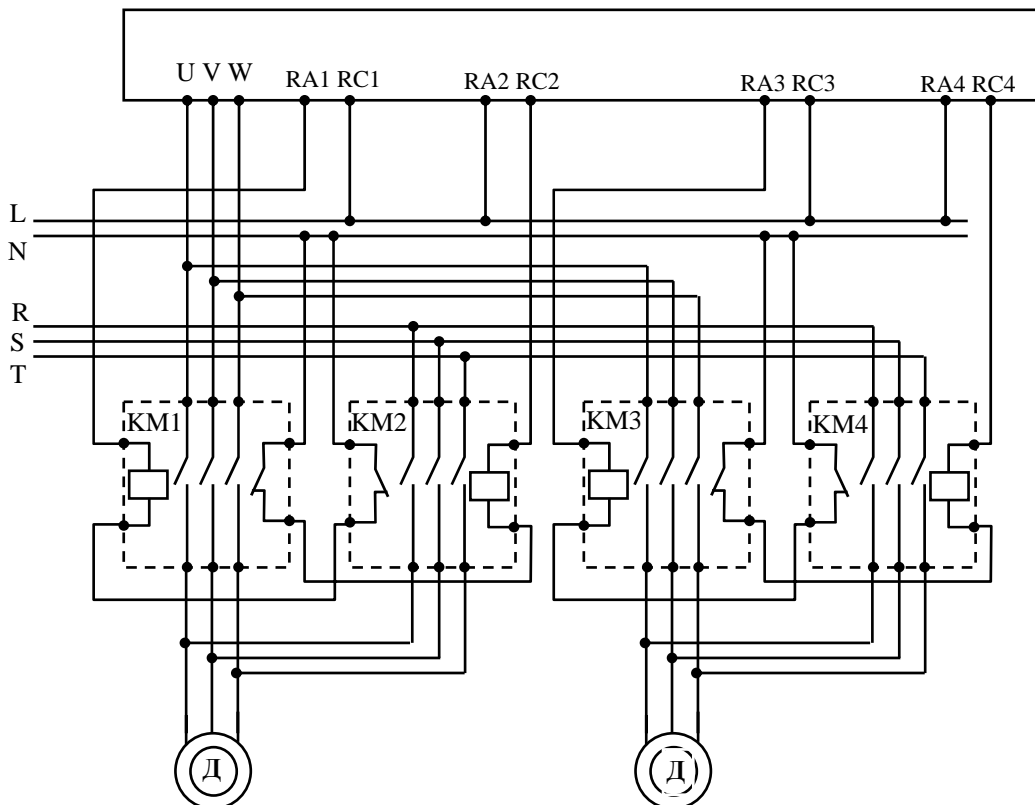 U V W
RA1 RC1
RA2 RC2
RA3 RC3
RA4 RC4
L
N
R
S
T
KM1
KM2
KM3
KM4
Д
Д